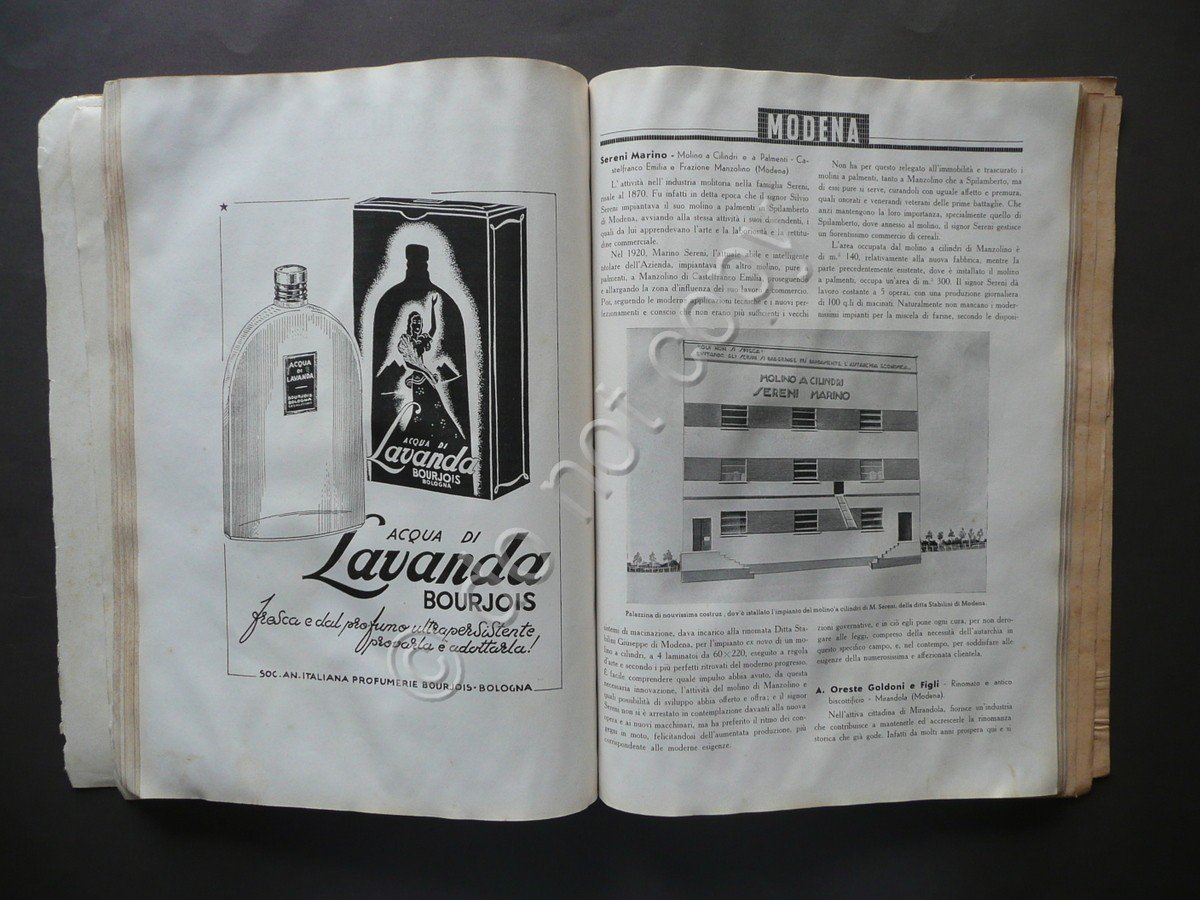 ACQUA
DI
LAVANDA
BOURJOIS
BOLOGNA
ACQUA DI
Lavanda
BOURJOIS
BOLOGNA
ACQUA DI
Lavanda
BOURJOIS
fresca e dal profumo ultrapersistente
provarla è adottarla!
SOC. AN. ITALIANA PROFUMERIE BOURJOIS - BOLOGNA
MODENA
Sereni Marino - Molino a Cilindri e a Palmenti - Ca-
stelfranco Emilia e Frazione Manzolino (Modena)
L'attività nell'industria molitoria nella famiglia Sereni,
risale al 1870. Fu infatti in detta epoca che il signor Silvio
Sereni impiantava il suo molino a palmenti a Spilamberto
di Modena, avviando alla stessa attività i suoi discendenti, i
quali da lui apprendevano l'arte e la laboriosità e la rettitu-
dine commerciale.
Nel 1920, Marino Sereni, l'attuale abile e intelligente
titolare dell'Azienda, impiantava un altro molino, pure a
palmenti, a Manzolino di Castelfranco Emilia, proseguendo
e allargando la zona d'influenza del suo lavoro e commercio.
Poi, seguendo le moderne applicazioni tecniche e i nuovi per-
fezionamenti e conscio che non erano più sufficienti i vecchi
Non ha per questo relegato all'immobilità e trascurato i
molini a palmenti, tanto a Manzolino che a Spilamberto, ma
di essi pure si serve, curandoli con uguale affetto e premura,
quali onorati e venerandi veterani delle prime battaglie. Che
anzi mantengono la loro importanza, specialmente quello di
Spilamberto, dove annesso al molino, il signor Sereni gestisce
un fiorentissimo commercio di cereali.
L'area occupata dal molino a cilindri di Manzolino è
di m.² 140, relativamente alla nuova fabbrica, mentre la
parte precedentemente esistente, dove è installato il molino
a palmenti, occupa un'area di m.² 300. Il signor Sereni dà
lavoro costante a 5 operai, con una produzione giornaliera
di 100 q.li di macinati. Naturalmente non mancano i moder-
nissimi impianti per la miscela di farine, secondo le disposi-
QUI NON SI SPRECA!
MOLINO A CILINDRI
SERENI MARINO
Palazzina di nuovissima costruz., dov'è istallato l'impianto del molino a cilindri di M. Sereni, della ditta Stabilini di Modena.
sistemi di macinazione, dava incarico alla rinomata Ditta Sta-
bilini Giuseppe di Modena, per l'impianto ex novo di un mo-
lino a cilindri, a 4 laminatoi da 60×220, eseguito a regola
d'arte e secondo i più perfetti ritrovati del moderno progresso.
È facile comprendere quale impulso abbia avuto, da questa
necessaria innovazione, l'attività del molino di Manzolino e
quali possibilità di sviluppo abbia offerto e offra; e il signor
Sereni non si è arrestato in contemplazione davanti alla nuova
opera e ai nuovi macchinari, ma ha preferito il ritmo dei con-
gegni in moto, felicitandosi dell'aumentata produzione, più
corrispondente alle moderne esigenze.
zioni governative, e in ciò egli pone ogni cura, per non dero-
gare alle leggi, compreso della necessità dell'autarchia in
questo specifico campo, e, nel contempo, per soddisfare alle
esigenze della numerosissima e affezionata clientela.
A. Oreste Goldoni e Figli - Rinomato e antico
biscottificio - Mirandola (Modena).
Nell'attiva cittadina di Mirandola, fiorisce un'industria
che contribuisce a mantenerle ed accrescerle la rinomanza
storica che già gode. Infatti da molti anni prospera qui e si
© do not copy